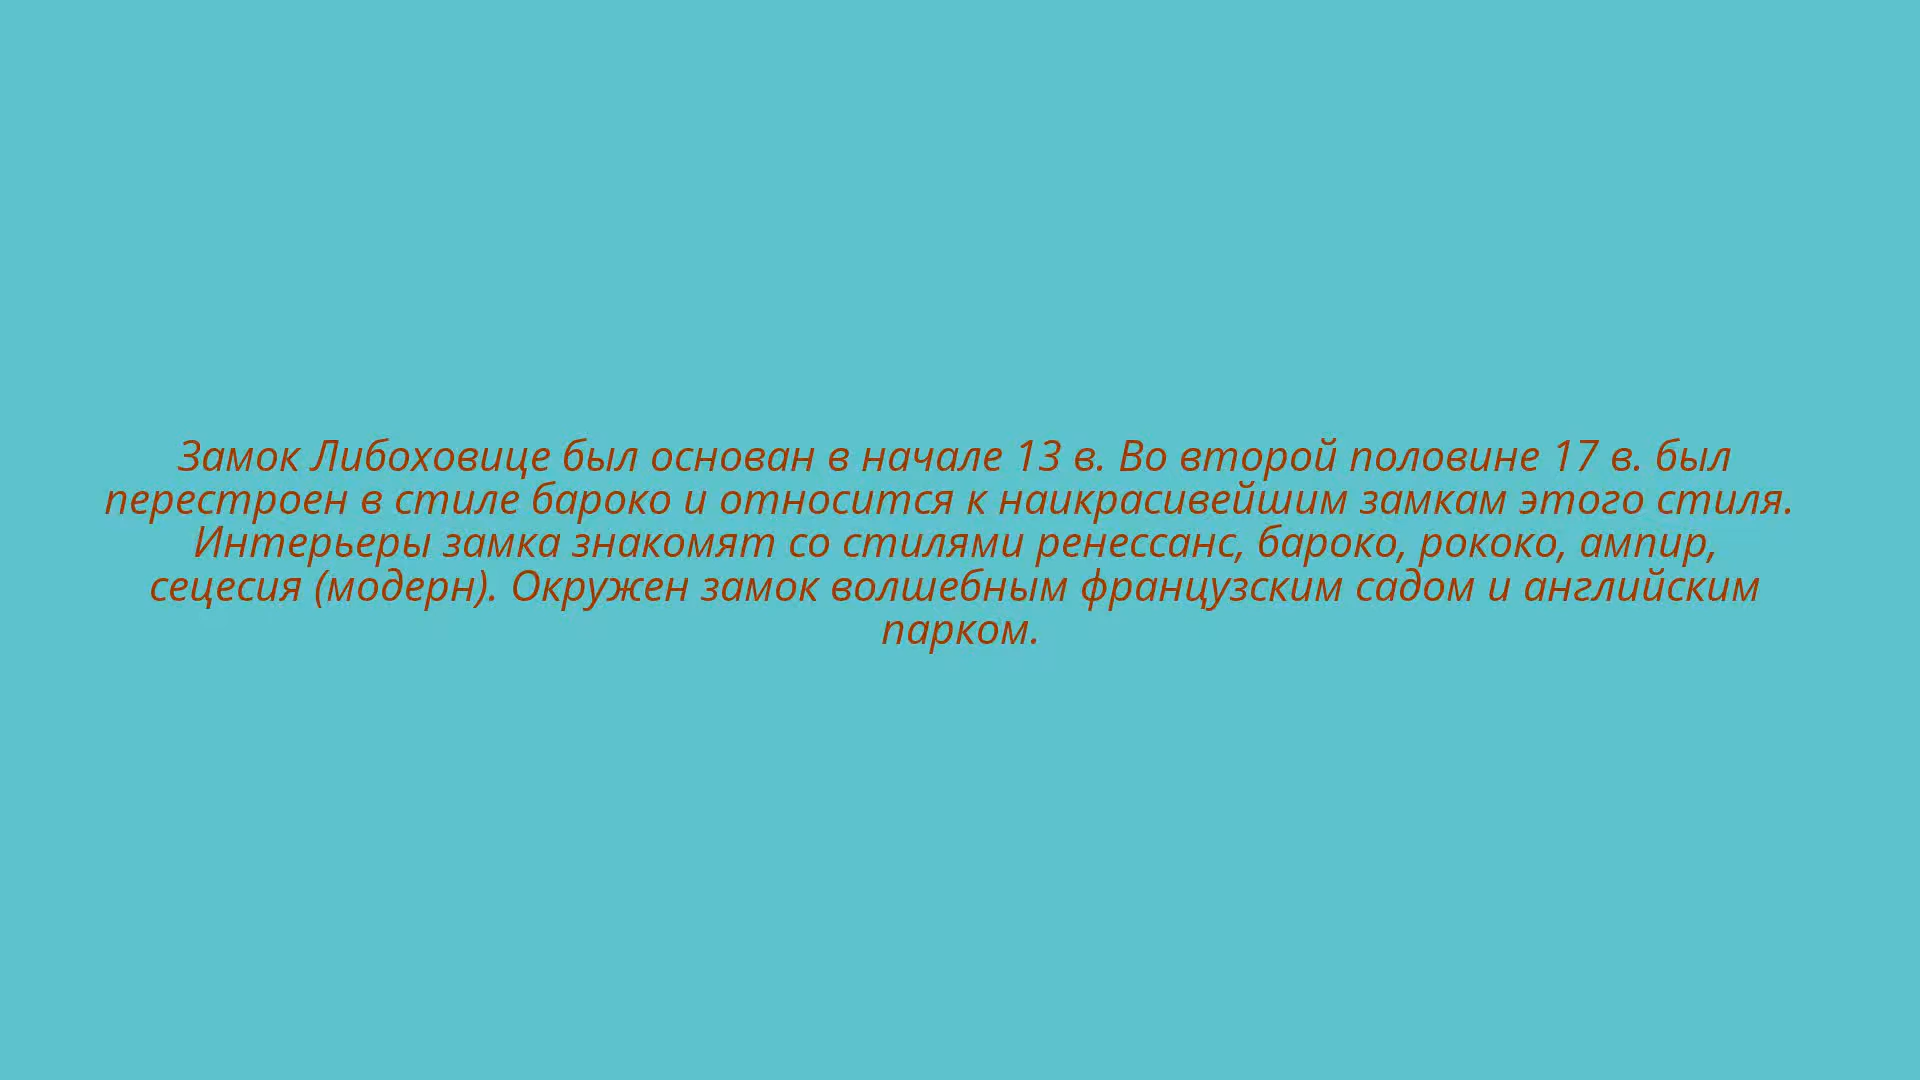 Замок Либоховице был основан в начале 13 в. Во второй половине 17 в. был
перестроен в стиле бароко и относится к наикрасивейшим замкам этого стиля.
Интерьеры замка знакомят со стилями ренессанс, бароко, рококо, ампир,
сецесия (модерн). Окружен замок волшебным французским садом и английским
парком.